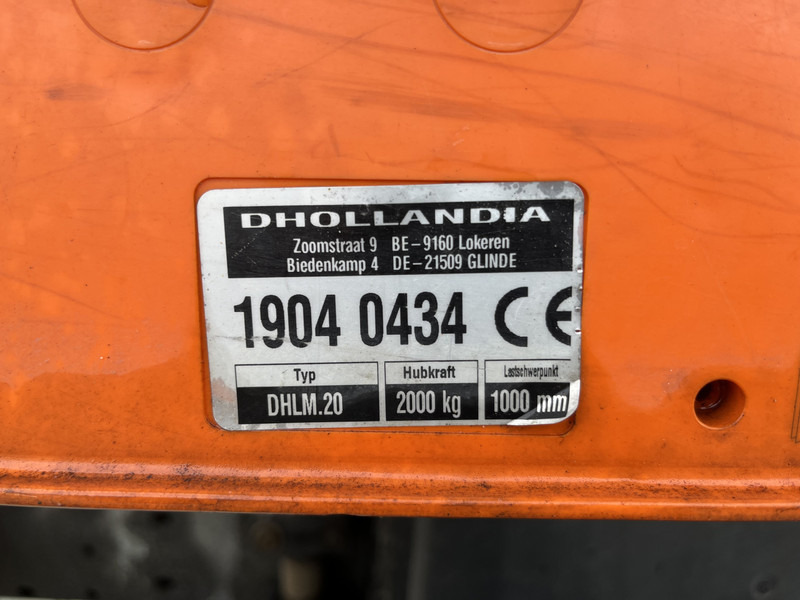 DHOLLANDIA
Zoomstraat 9 BE-9160 Lokeren
Biedenkamp 4 DE-21509 GLINDE
1904 0434 CE
Typ Hubkraft Lastschwerpunkt
DHLM.20 2000 kg 1000 mm